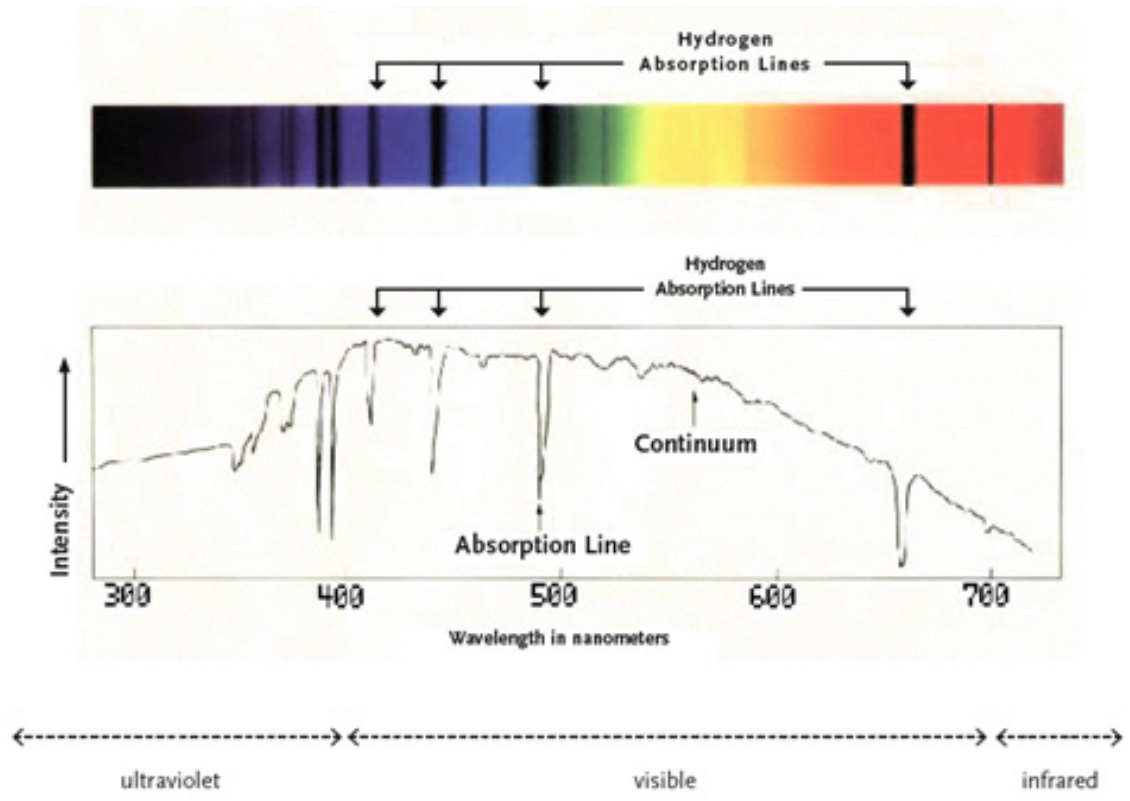 Hydrogen
Absorption Lines
Hydrogen
Absorption Lines
Continuum
Absorption Line
Intensity
300 400 500 600 700
Wavelength in nanometers
ultraviolet visible infrared